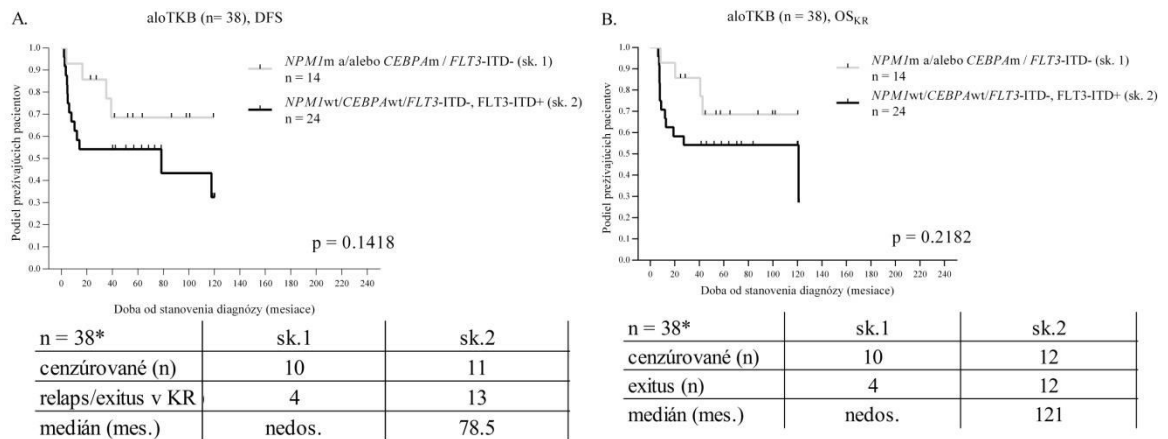 A.
aloTKB (n= 38), DFS
Podiel prežívajúcich pacientov
1.0
0.9
0.8
0.7
0.6
0.5
0.4
0.3
0.2
0.1
0.0
NPM1m a/alebo CEBPAm / FLT3-ITD- (sk. 1)
n = 14
NPM1wt/CEBPAwt/FLT3-ITD-, FLT3-ITD+ (sk. 2)
n = 24
p = 0.1418
0 20 40 60 80 100 120 140 160 180 200 220 240
Doba od stanovenia diagnózy (mesiace)
n = 38* sk.1 sk.2
cenzúrované (n) 10 11
relaps/exitus v KR 4 13
medián (mes.) nedos. 78.5
B.
aloTKB (n = 38), OSKR
Podiel prežívajúcich pacientov
1.0
0.9
0.8
0.7
0.6
0.5
0.4
0.3
0.2
0.1
0.0
NPM1m a/alebo CEBPAm / FLT3-ITD- (sk. 1)
n = 14
NPM1wt/CEBPAwt/FLT3-ITD-, FLT3-ITD+ (sk. 2)
n = 24
p = 0.2182
0 20 40 60 80 100 120 140 160 180 200 220 240
Doba od stanovenia diagnózy (mesiace)
n = 38* sk.1 sk.2
cenzúrované (n) 10 12
exitus (n) 4 12
medián (mes.) nedos. 121